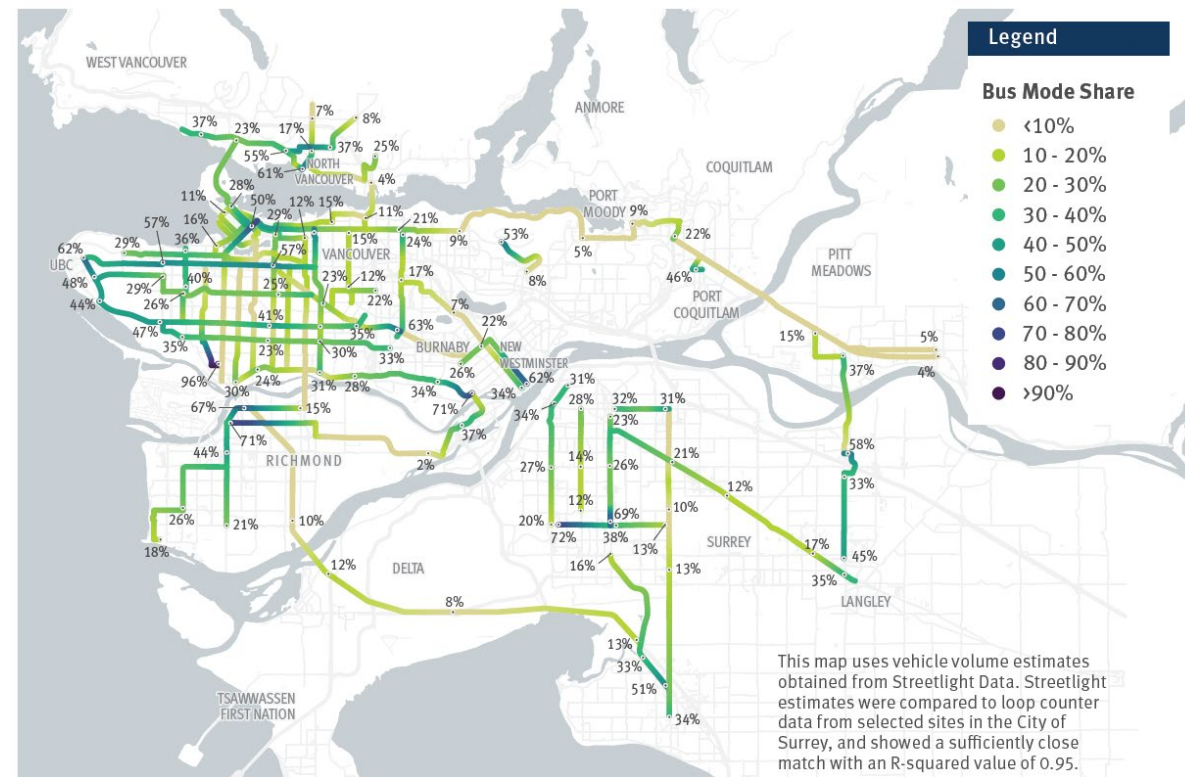 Legend
Bus Mode Share
<10%
10 - 20%
20 - 30%
30 - 40%
40 - 50%
50 - 60%
60 - 70%
70 - 80%
80 - 90%
>90%
WEST VANCOUVER
ANMORE
COQUITLAM
NORTH
VANCOUVER
PORT
MOODY
PITT
MEADOWS
UBC
VANCOUVER
PORT
COQUITLAM
BURNABY
NEW
WESTMINSTER
RICHMOND
SURREY
DELTA
LANGLEY
TSAWWASSEN
FIRST NATION
7%
8%
37%
23%
17%
37%
25%
55%
61%
4%
28%
11%
50%
12%
15%
11%
29%
16%
21%
57%
36%
57%
15%
24%
9%
53%
5%
9%
22%
62%
29%
8%
46%
48%
40%
25%
23%
12%
17%
29%
26%
22%
44%
7%
47%
41%
35%
63%
22%
35%
23%
30%
33%
26%
62%
34%
96%
30%
24%
31%
28%
34%
71%
37%
67%
15%
71%
2%
44%
26%
21%
18%
10%
12%
8%
31%
34%
28%
32%
31%
23%
27%
14%
26%
21%
12%
12%
10%
20%
72%
69%
38%
13%
16%
13%
17%
35%
45%
33%
58%
37%
15%
5%
4%
13%
33%
51%
34%
This map uses vehicle volume estimates
obtained from Streetlight Data. Streetlight
estimates were compared to loop counter
data from selected sites in the City of
Surrey, and showed a sufficiently close
match with an R-squared value of 0.95.